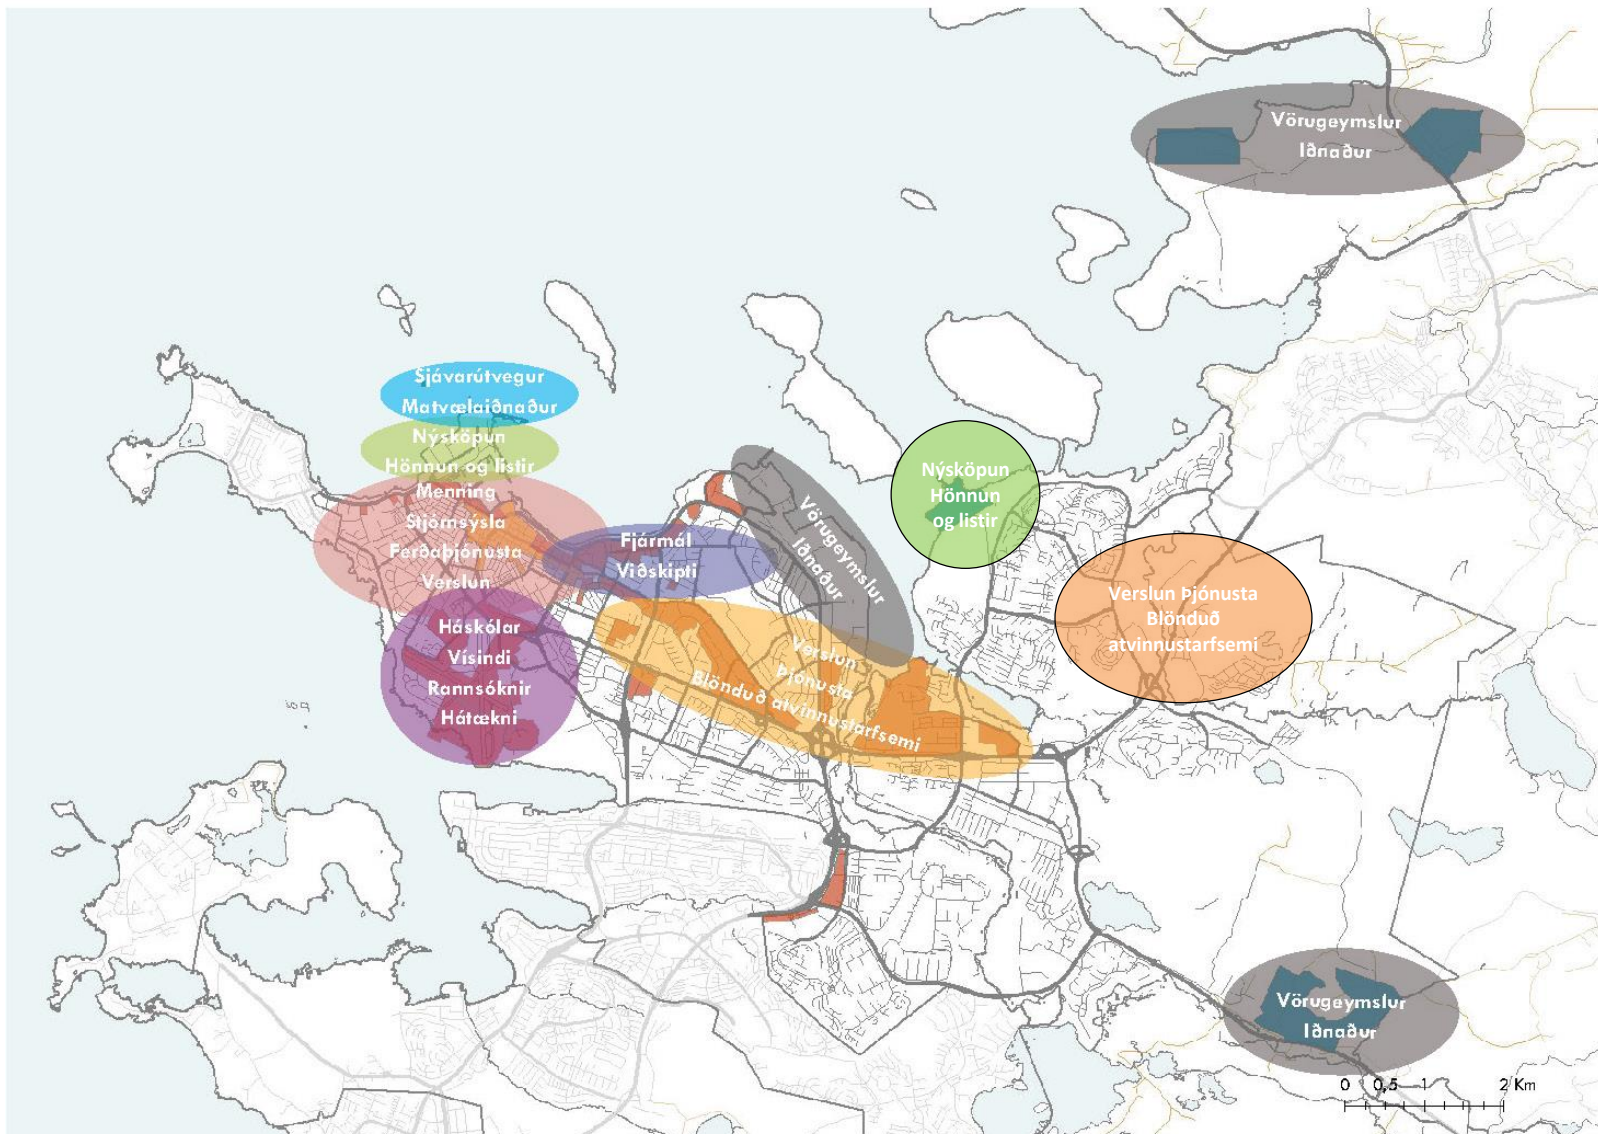 Vörugeymslur
Iðnaður
Sjávarútvegur
Matvælaiðnaður
Nýsköpun
Hönnun og listir
Menning
Stjórnsýsla
Ferðaþjónusta
Verslun
Fjármál
Viðskipti
Vörugeymslur
Iðnaður
Nýsköpun
Hönnun
og listir
Háskólar
Vísindi
Rannsóknir
Hátækni
Verslun
Þjónusta
Blönduð atvinnustarfsemi
Verslun Þjónusta
Blönduð
atvinnustarfsemi
Vörugeymslur
Iðnaður
0 0,5 1 2 Km